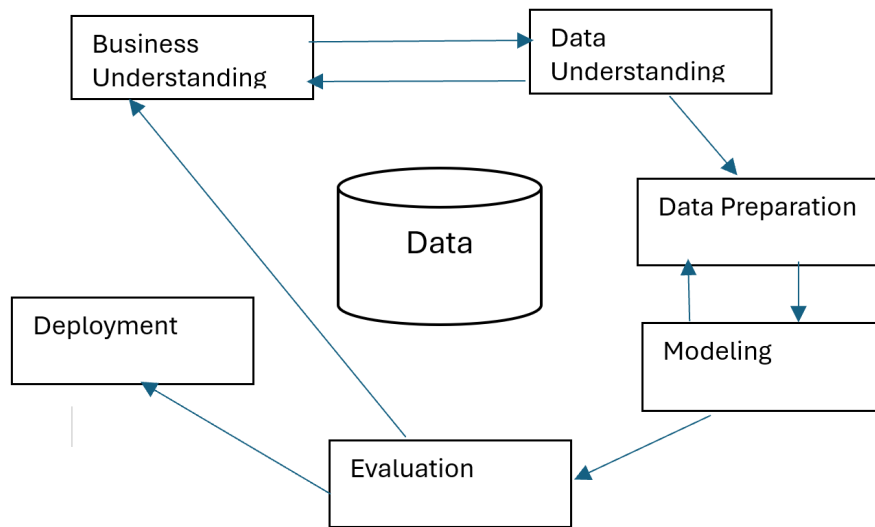 Business
Understanding
Data
Understanding
Data Preparation
Data
Deployment
Modeling
Evaluation